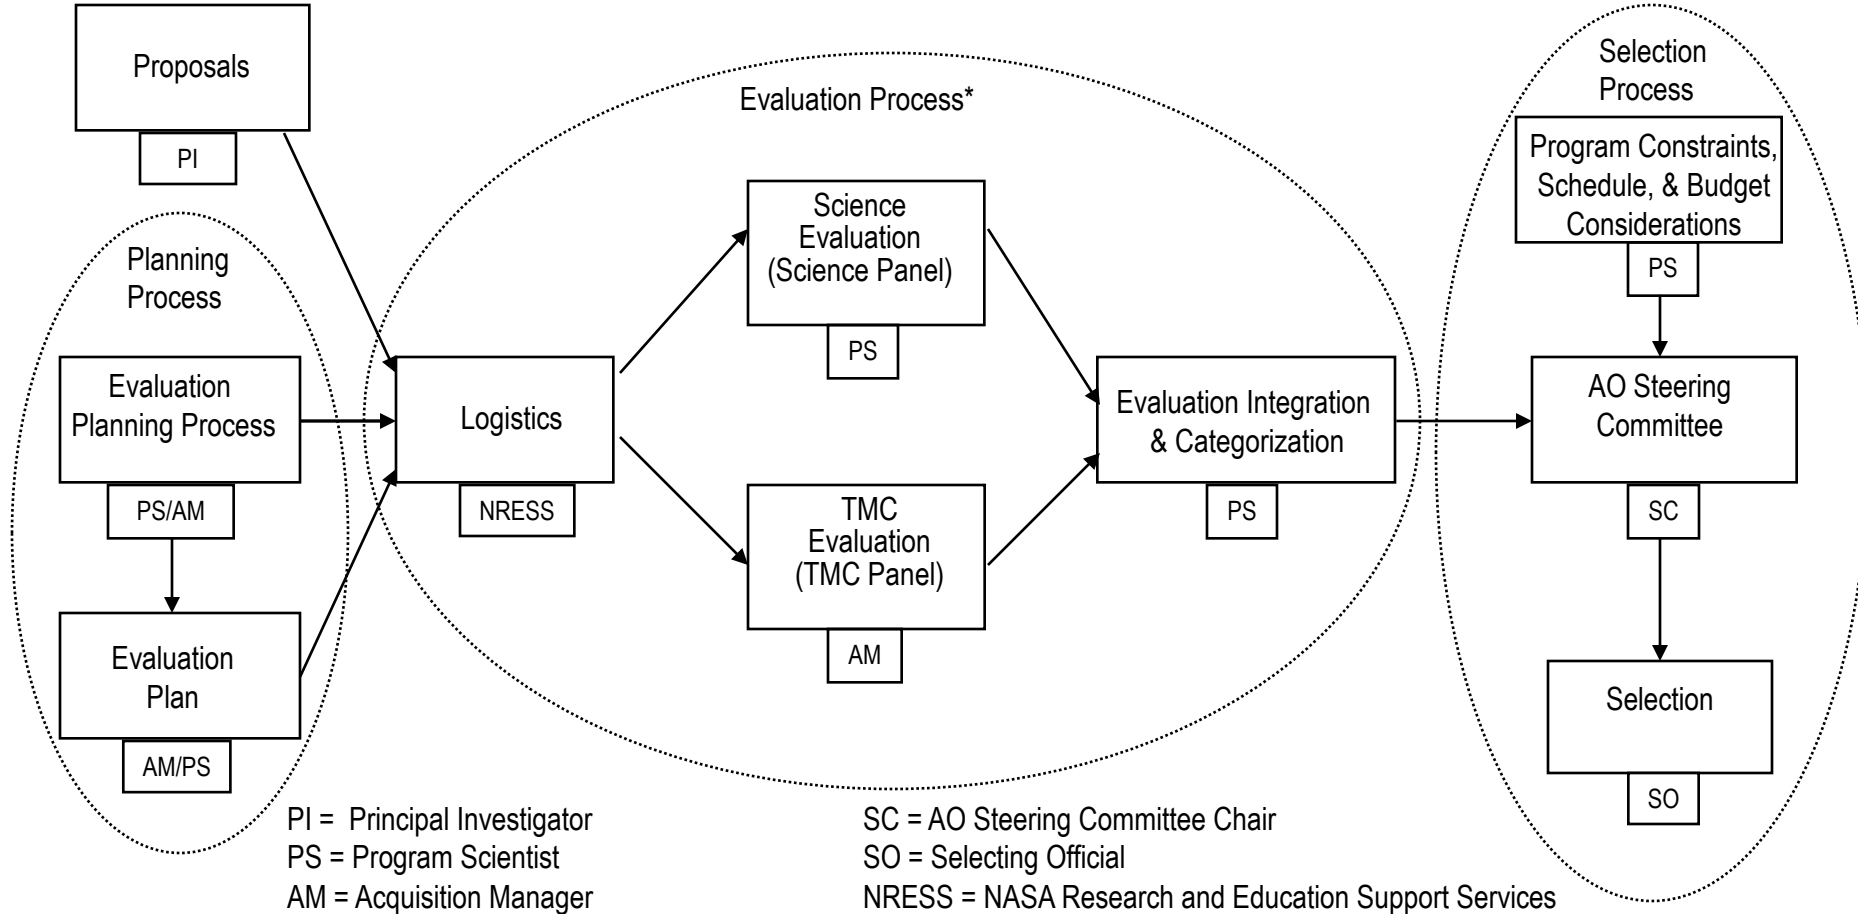 Proposals
PI
Planning
Process
Evaluation
Planning Process
PS/AM
Evaluation
Plan
AM/PS
Evaluation Process*
Logistics
NRESS
Science
Evaluation
(Science Panel)
PS
TMC
Evaluation
(TMC Panel)
AM
Evaluation Integration
& Categorization
PS
Selection
Process
Program Constraints,
Schedule, & Budget
Considerations
PS
AO Steering
Committee
SC
Selection
SO
PI = Principal Investigator
PS = Program Scientist
AM = Acquisition Manager
SC = AO Steering Committee Chair
SO = Selecting Official
NRESS = NASA Research and Education Support Services